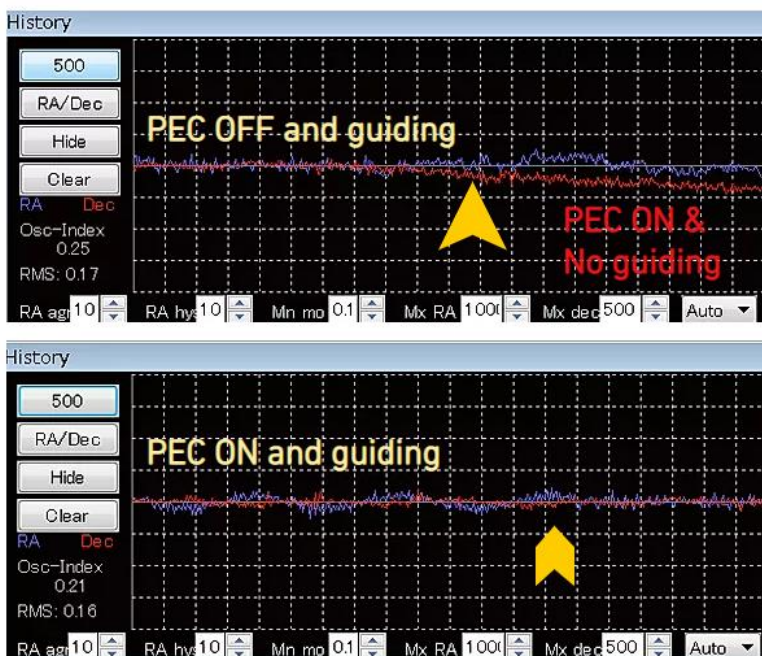 History
500
RA/Dec
Hide
Clear
RA Dec
Osc-Index
0.25
RMS: 0.17
PEC OFF and guiding
PEC ON &
No guiding
RA agr 10 RA hys 10 Mn mo 0.1 Mx RA 100 Mx dec 500 Auto
History
500
RA/Dec
Hide
Clear
RA Dec
Osc-Index
0.21
RMS: 0.16
PEC ON and guiding
RA agr 10 RA hys 10 Mn mo 0.1 Mx RA 100 Mx dec 500 Auto